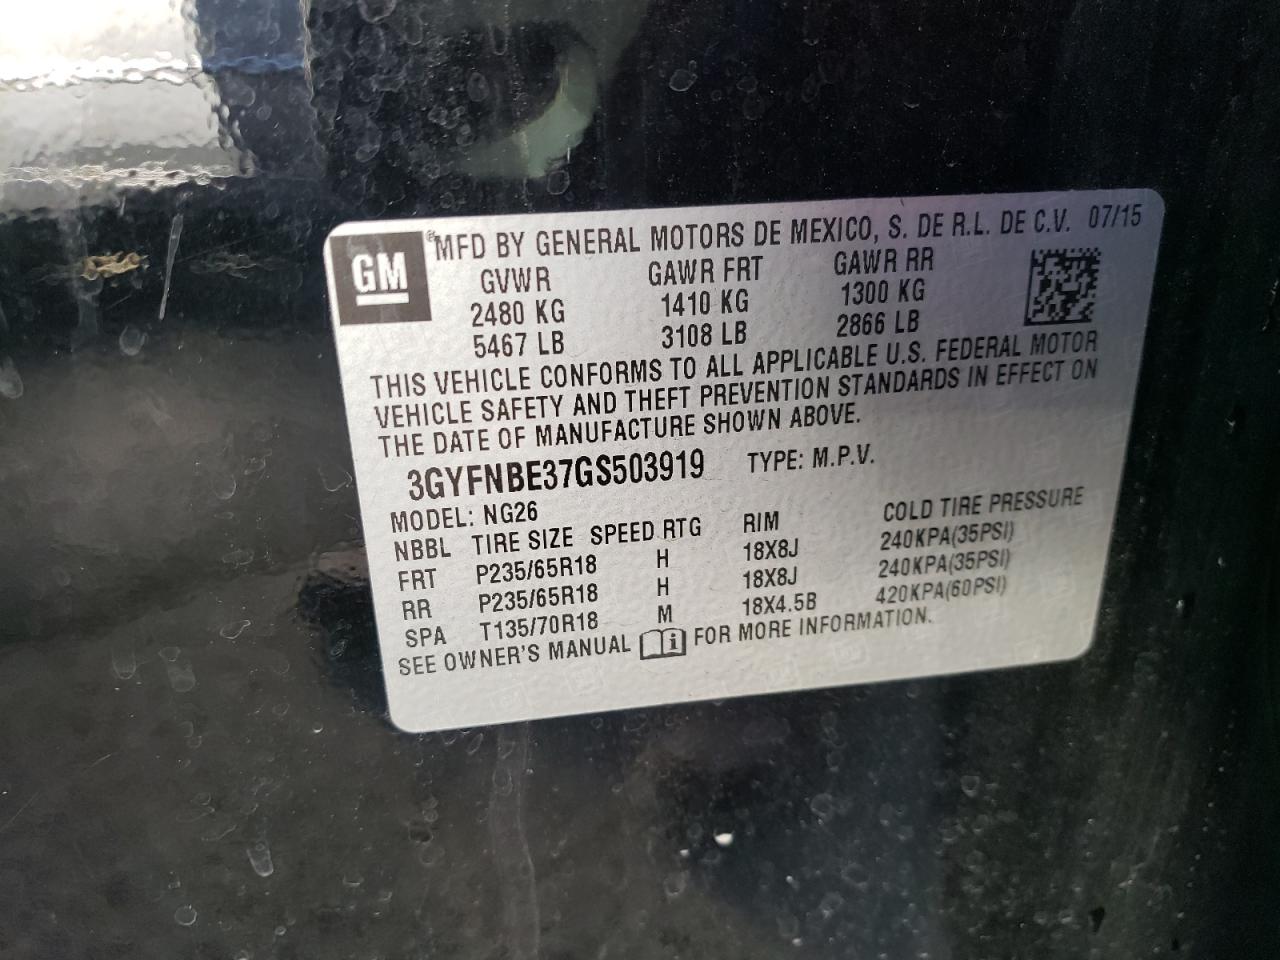 GM ® MFD BY GENERAL MOTORS DE MEXICO, S. DE R.L. DE C.V. 07/15
GVWR GAWR FRT GAWR RR
2480 KG 1410 KG 1300 KG
5467 LB 3108 LB 2866 LB
THIS VEHICLE CONFORMS TO ALL APPLICABLE U.S. FEDERAL MOTOR
VEHICLE SAFETY AND THEFT PREVENTION STANDARDS IN EFFECT ON
THE DATE OF MANUFACTURE SHOWN ABOVE.
3GYFNBE37GS503919 TYPE: M.P.V.
MODEL: NG26
NBBL TIRE SIZE SPEED RTG RIM COLD TIRE PRESSURE
FRT P235/65R18 H 18X8J 240KPA(35PSI)
RR P235/65R18 H 18X8J 240KPA(35PSI)
SPA T135/70R18 M 18X4.5B 420KPA(60PSI)
SEE OWNER'S MANUAL i FOR MORE INFORMATION.